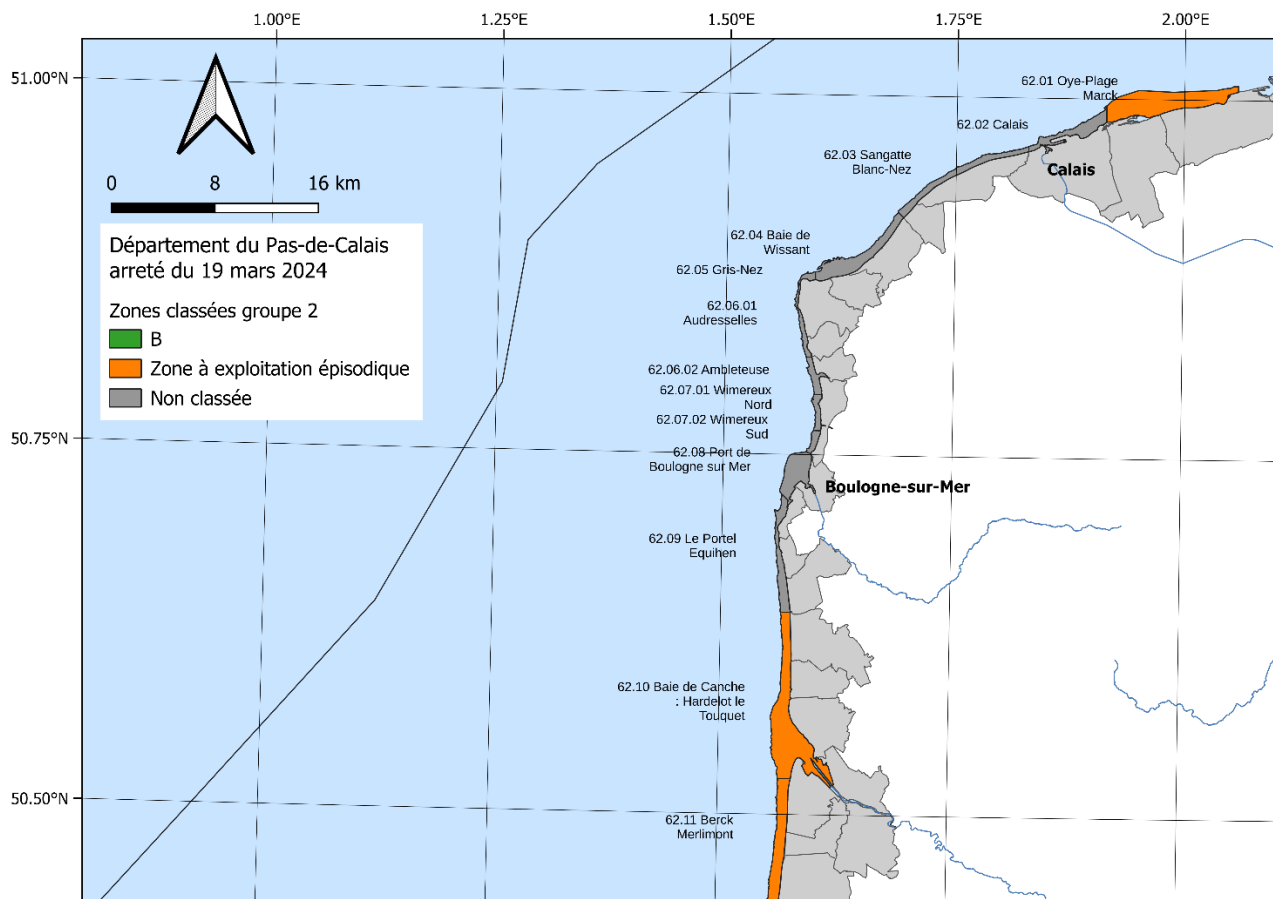 1.00°E
1.25°E
1.50°E
1.75°E
2.00°E
51.00°N
50.75°N
50.50°N
0
8
16 km
Département du Pas-de-Calais
arreté du 19 mars 2024
Zones classées groupe 2
B
Zone à exploitation épisodique
Non classée
62.01 Oye-Plage
Marck
62.02 Calais
62.03 Sangatte
Blanc-Nez
Calais
62.04 Baie de
Wissant
62.05 Gris-Nez
62.06.01
Audresselles
62.06.02 Ambleteuse
62.07.01 Wimereux
Nord
62.07.02 Wimereux
Sud
62.08 Port de
Boulogne sur Mer
Boulogne-sur-Mer
62.09 Le Portel
Equihen
62.10 Baie de Canche
: Hardelot le
Touquet
62.11 Berck
Merlimont